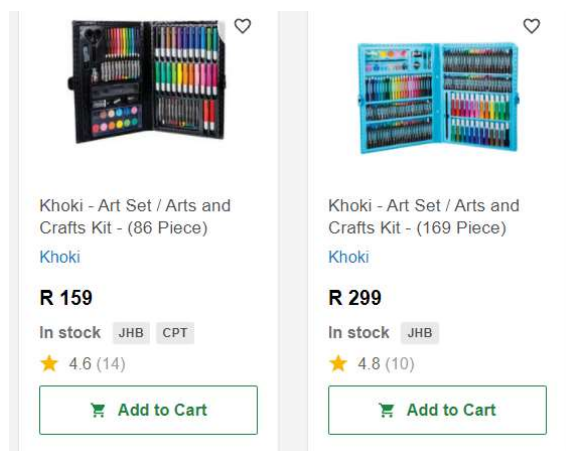 Khoki - Art Set / Arts and
Crafts Kit - (86 Piece)
Khoki
R 159
In stock JHB CPT
4.6 (14)
Add to Cart
Khoki - Art Set / Arts and
Crafts Kit - (169 Piece)
Khoki
R 299
In stock JHB
4.8 (10)
Add to Cart